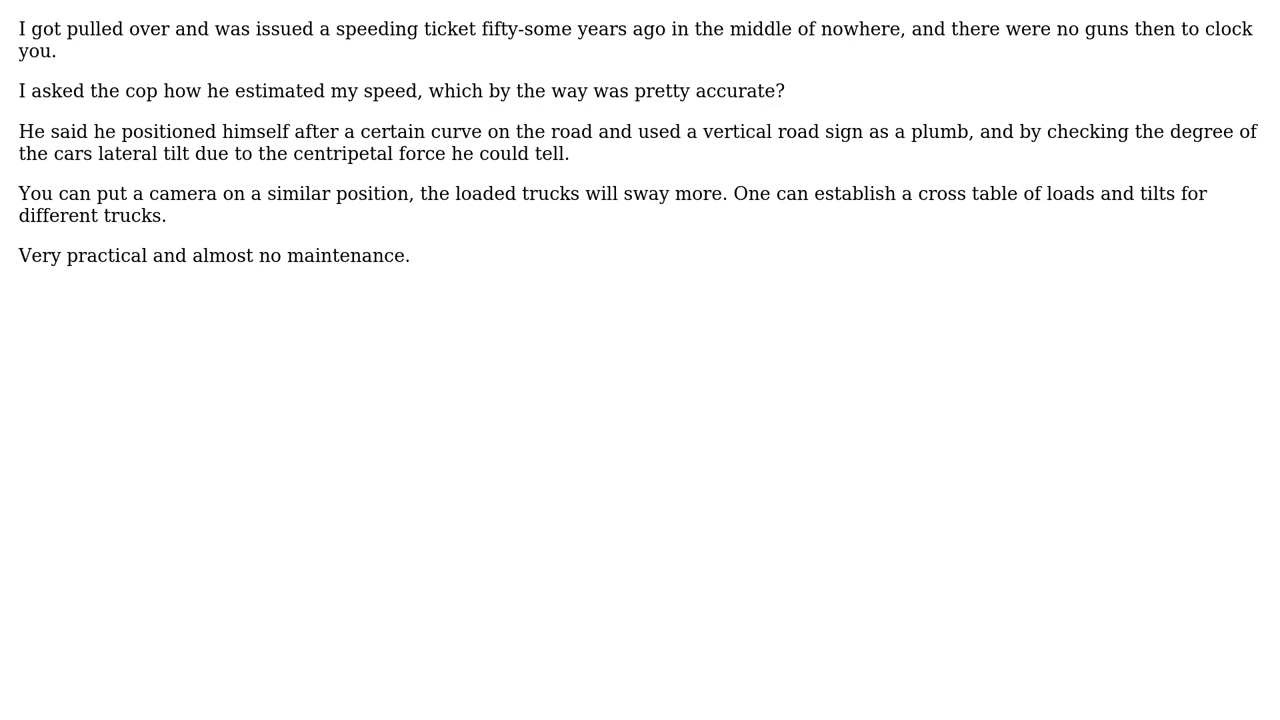 I got pulled over and was issued a speeding ticket fifty-some years ago in the middle of nowhere, and there were no guns then to clock
you.
I asked the cop how he estimated my speed, which by the way was pretty accurate?
He said he positioned himself after a certain curve on the road and used a vertical road sign as a plumb, and by checking the degree of
the cars lateral tilt due to the centripetal force he could tell.
You can put a camera on a similar position, the loaded trucks will sway more. One can establish a cross table of loads and tilts for
different trucks.
Very practical and almost no maintenance.